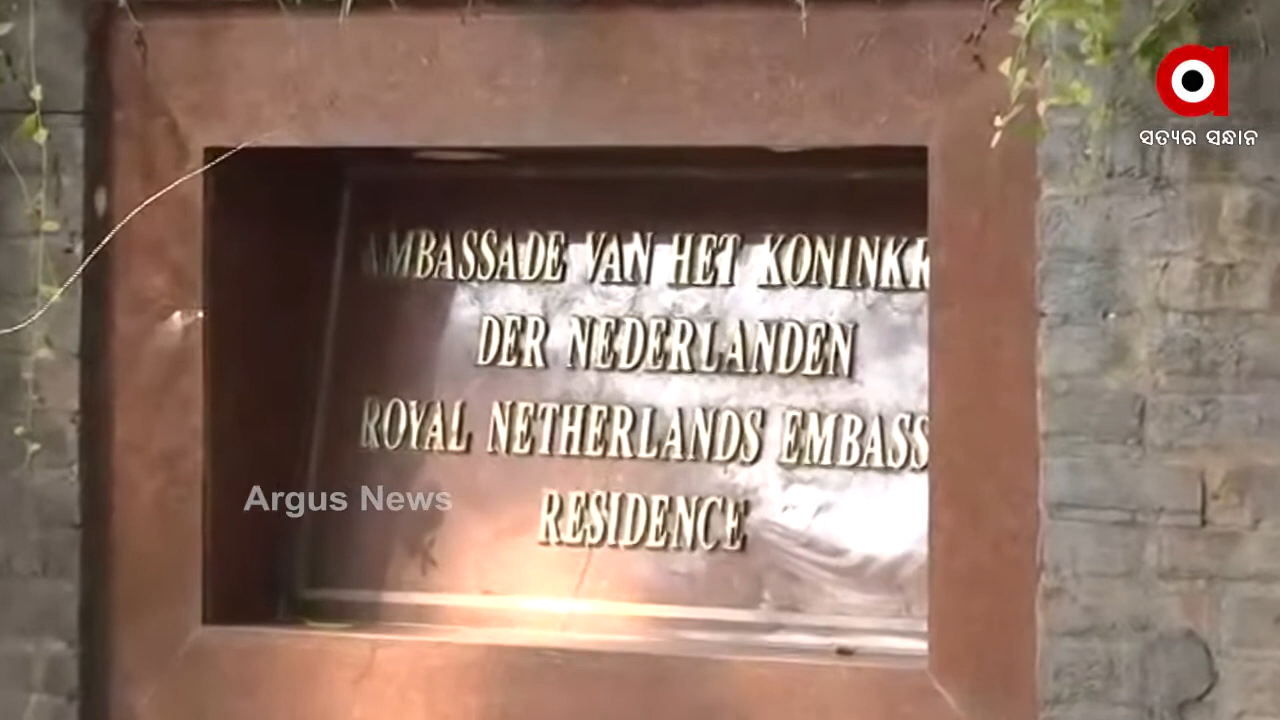 ସତ୍ୟର ସନ୍ଧାନ
AMBASSADE VAN HET KONINKR
DER NEDERLANDEN
ROYAL NETHERLANDS EMBASS
RESIDENCE
Argus News